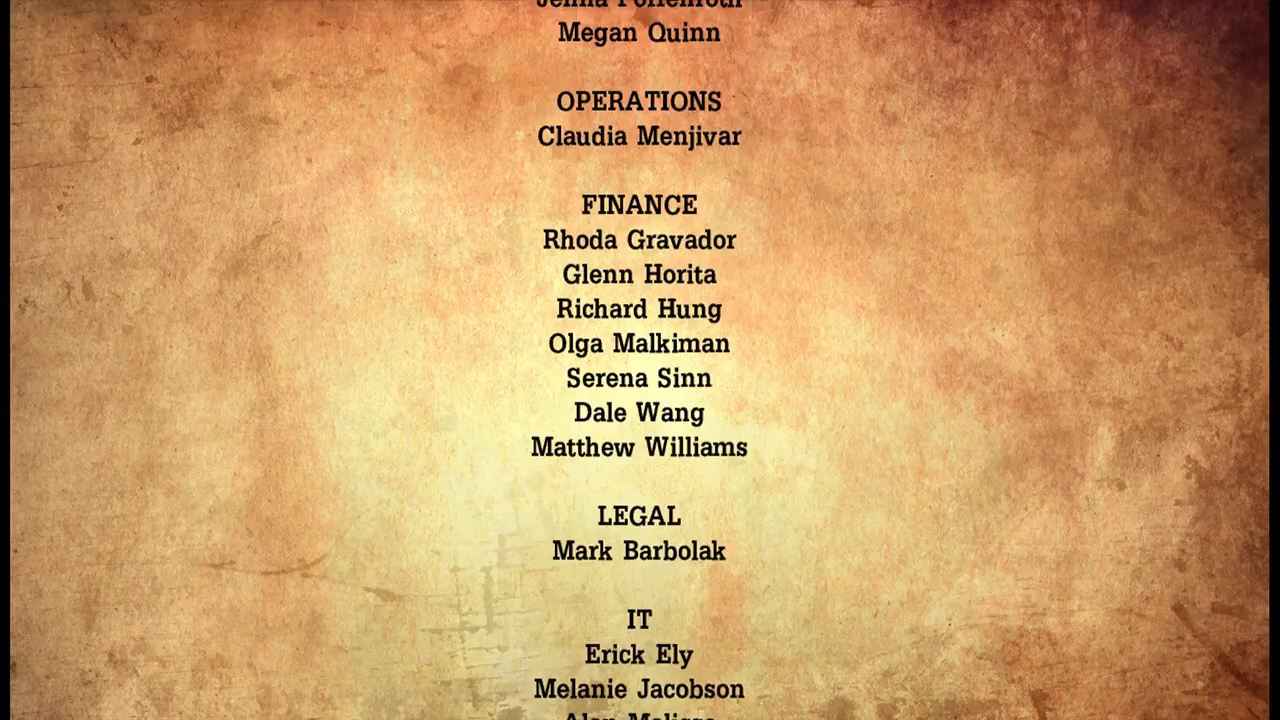 Megan Quinn
OPERATIONS
Claudia Menjivar
FINANCE
Rhoda Gravador
Glenn Horita
Richard Hung
Olga Malkiman
Serena Sinn
Dale Wang
Matthew Williams
LEGAL
Mark Barbolak
IT
Erick Ely
Melanie Jacobson